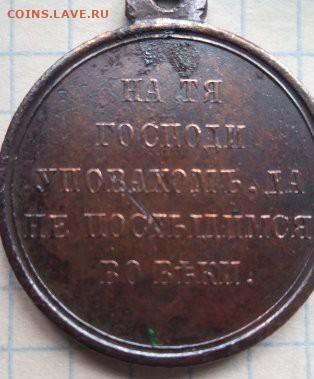 COINS.LAVE.RU
НА ТЯ
ГОСПОДИ
УПОВАХОМЪ, ДА
НЕ ПОСТЫДИМСЯ
ВО ВѢКИ.